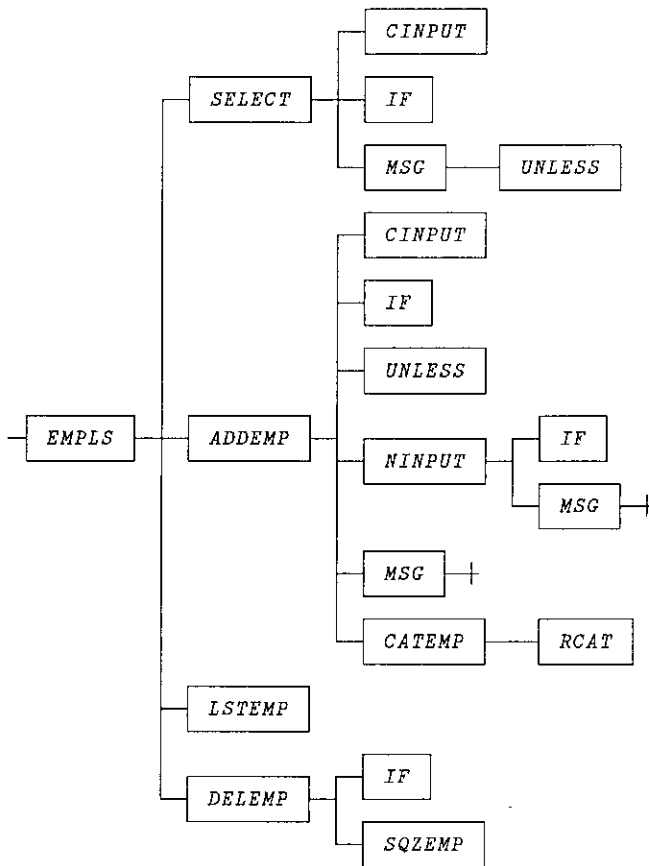 CINPUT
SELECT IF
MSG UNLESS
CINPUT
IF
UNLESS
IF
EMPLS ADDEMP NINPUT
MSG
MSG
CATEMP RCAT
LSTEMP
IF
DELEMP
SQZEMP